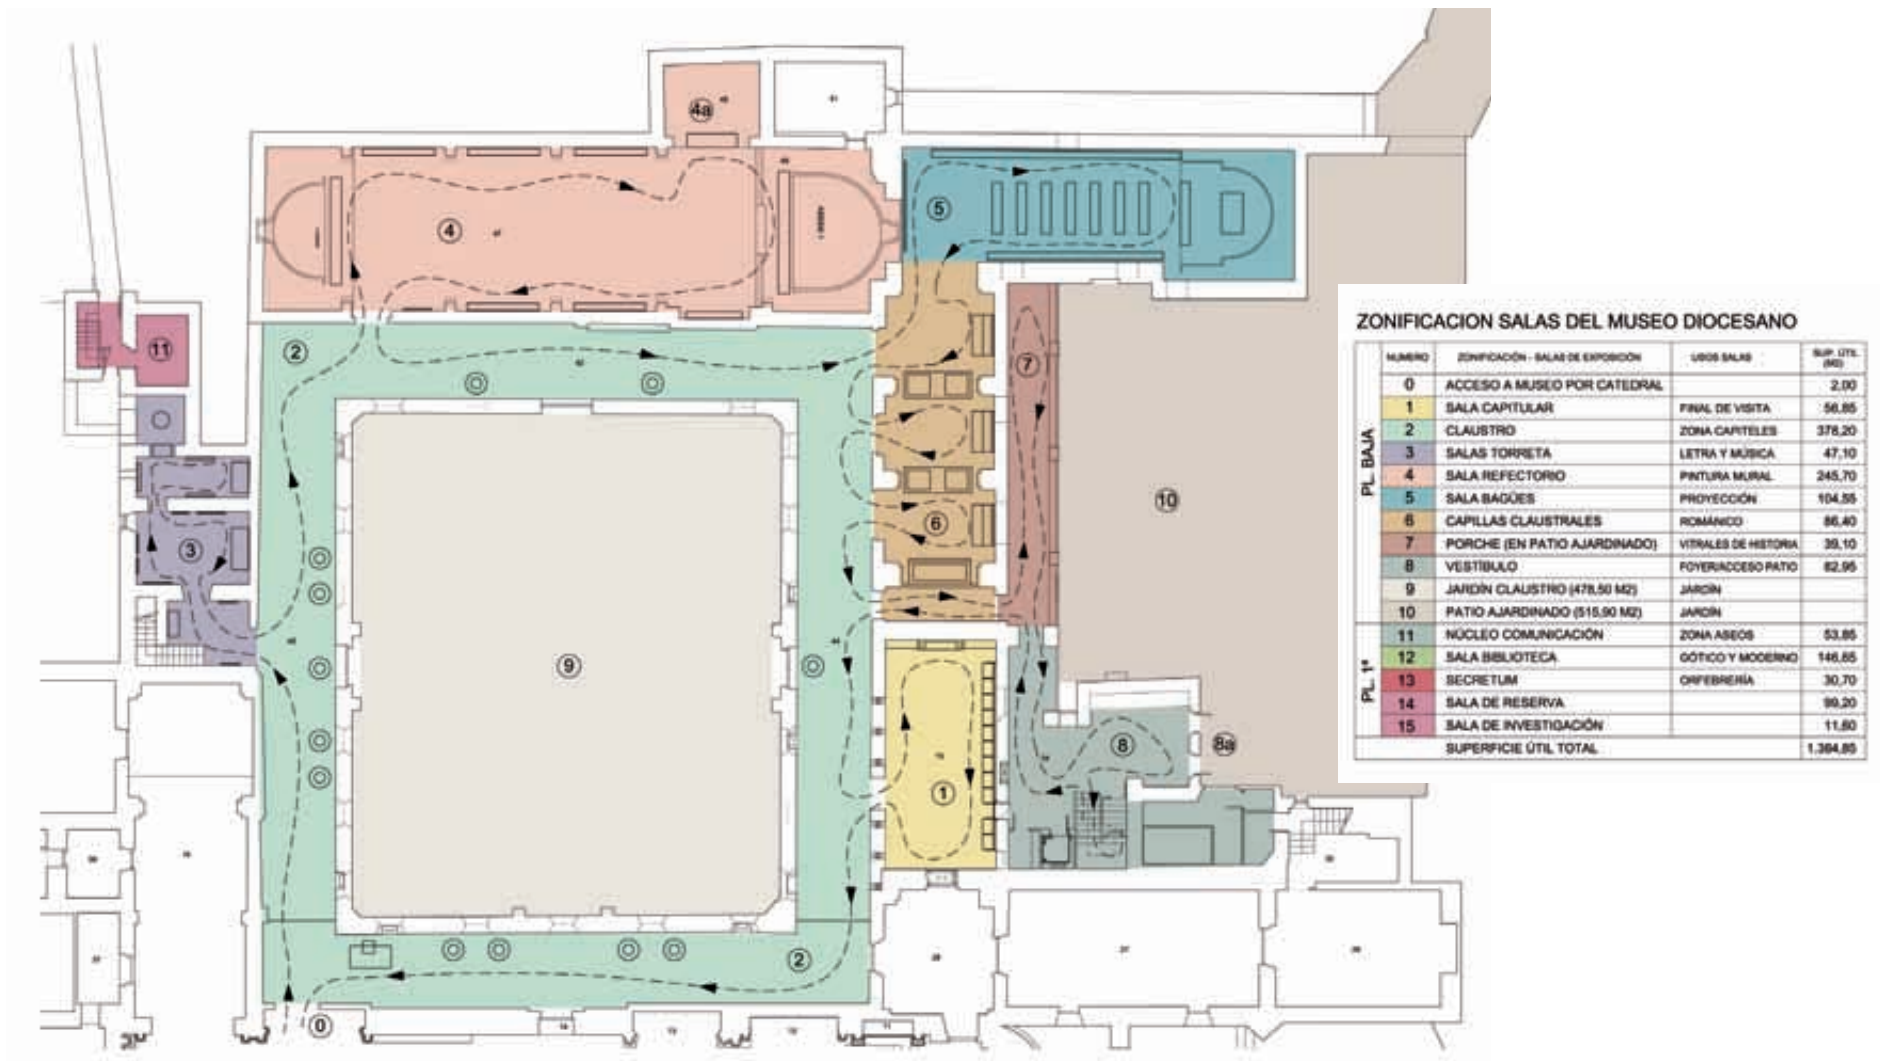 4a
5
4
2
11
7
3
6
10
9
8
8a
1
2
0
ZONIFICACION SALAS DEL MUSEO DIOCESANO
NUMERO ZONIFICACIÓN - SALAS DE EXPOSICIÓN USOS SALAS SUP. ÚTIL (M2)
PL. BAJA
0 ACCESO A MUSEO POR CATEDRAL 2,00
1 SALA CAPITULAR FINAL DE VISITA 56,85
2 CLAUSTRO ZONA CAPITELES 378,20
3 SALAS TORRETA LETRA Y MÚSICA 47,10
4 SALA REFECTORIO PINTURA MURAL 245,70
5 SALA BAGÜES PROYECCIÓN 104,55
6 CAPILLAS CLAUSTRALES ROMÁNICO 86,40
7 PORCHE (EN PATIO AJARDINADO) VITRALES DE HISTORIA 39,10
8 VESTÍBULO FOYER/ACCESO PATIO 62,95
9 JARDÍN CLAUSTRO (478,50 M2) JARDÍN
10 PATIO AJARDINADO (515,90 M2) JARDÍN
PL. 1ª
11 NÚCLEO COMUNICACIÓN ZONA ASEOS 53,85
12 SALA BIBLIOTECA GÓTICO Y MODERNO 146,65
13 SECRETUM ORFEBRERÍA 30,70
14 SALA DE RESERVA 99,20
15 SALA DE INVESTIGACIÓN 11,60
SUPERFICIE ÚTIL TOTAL 1.364,85